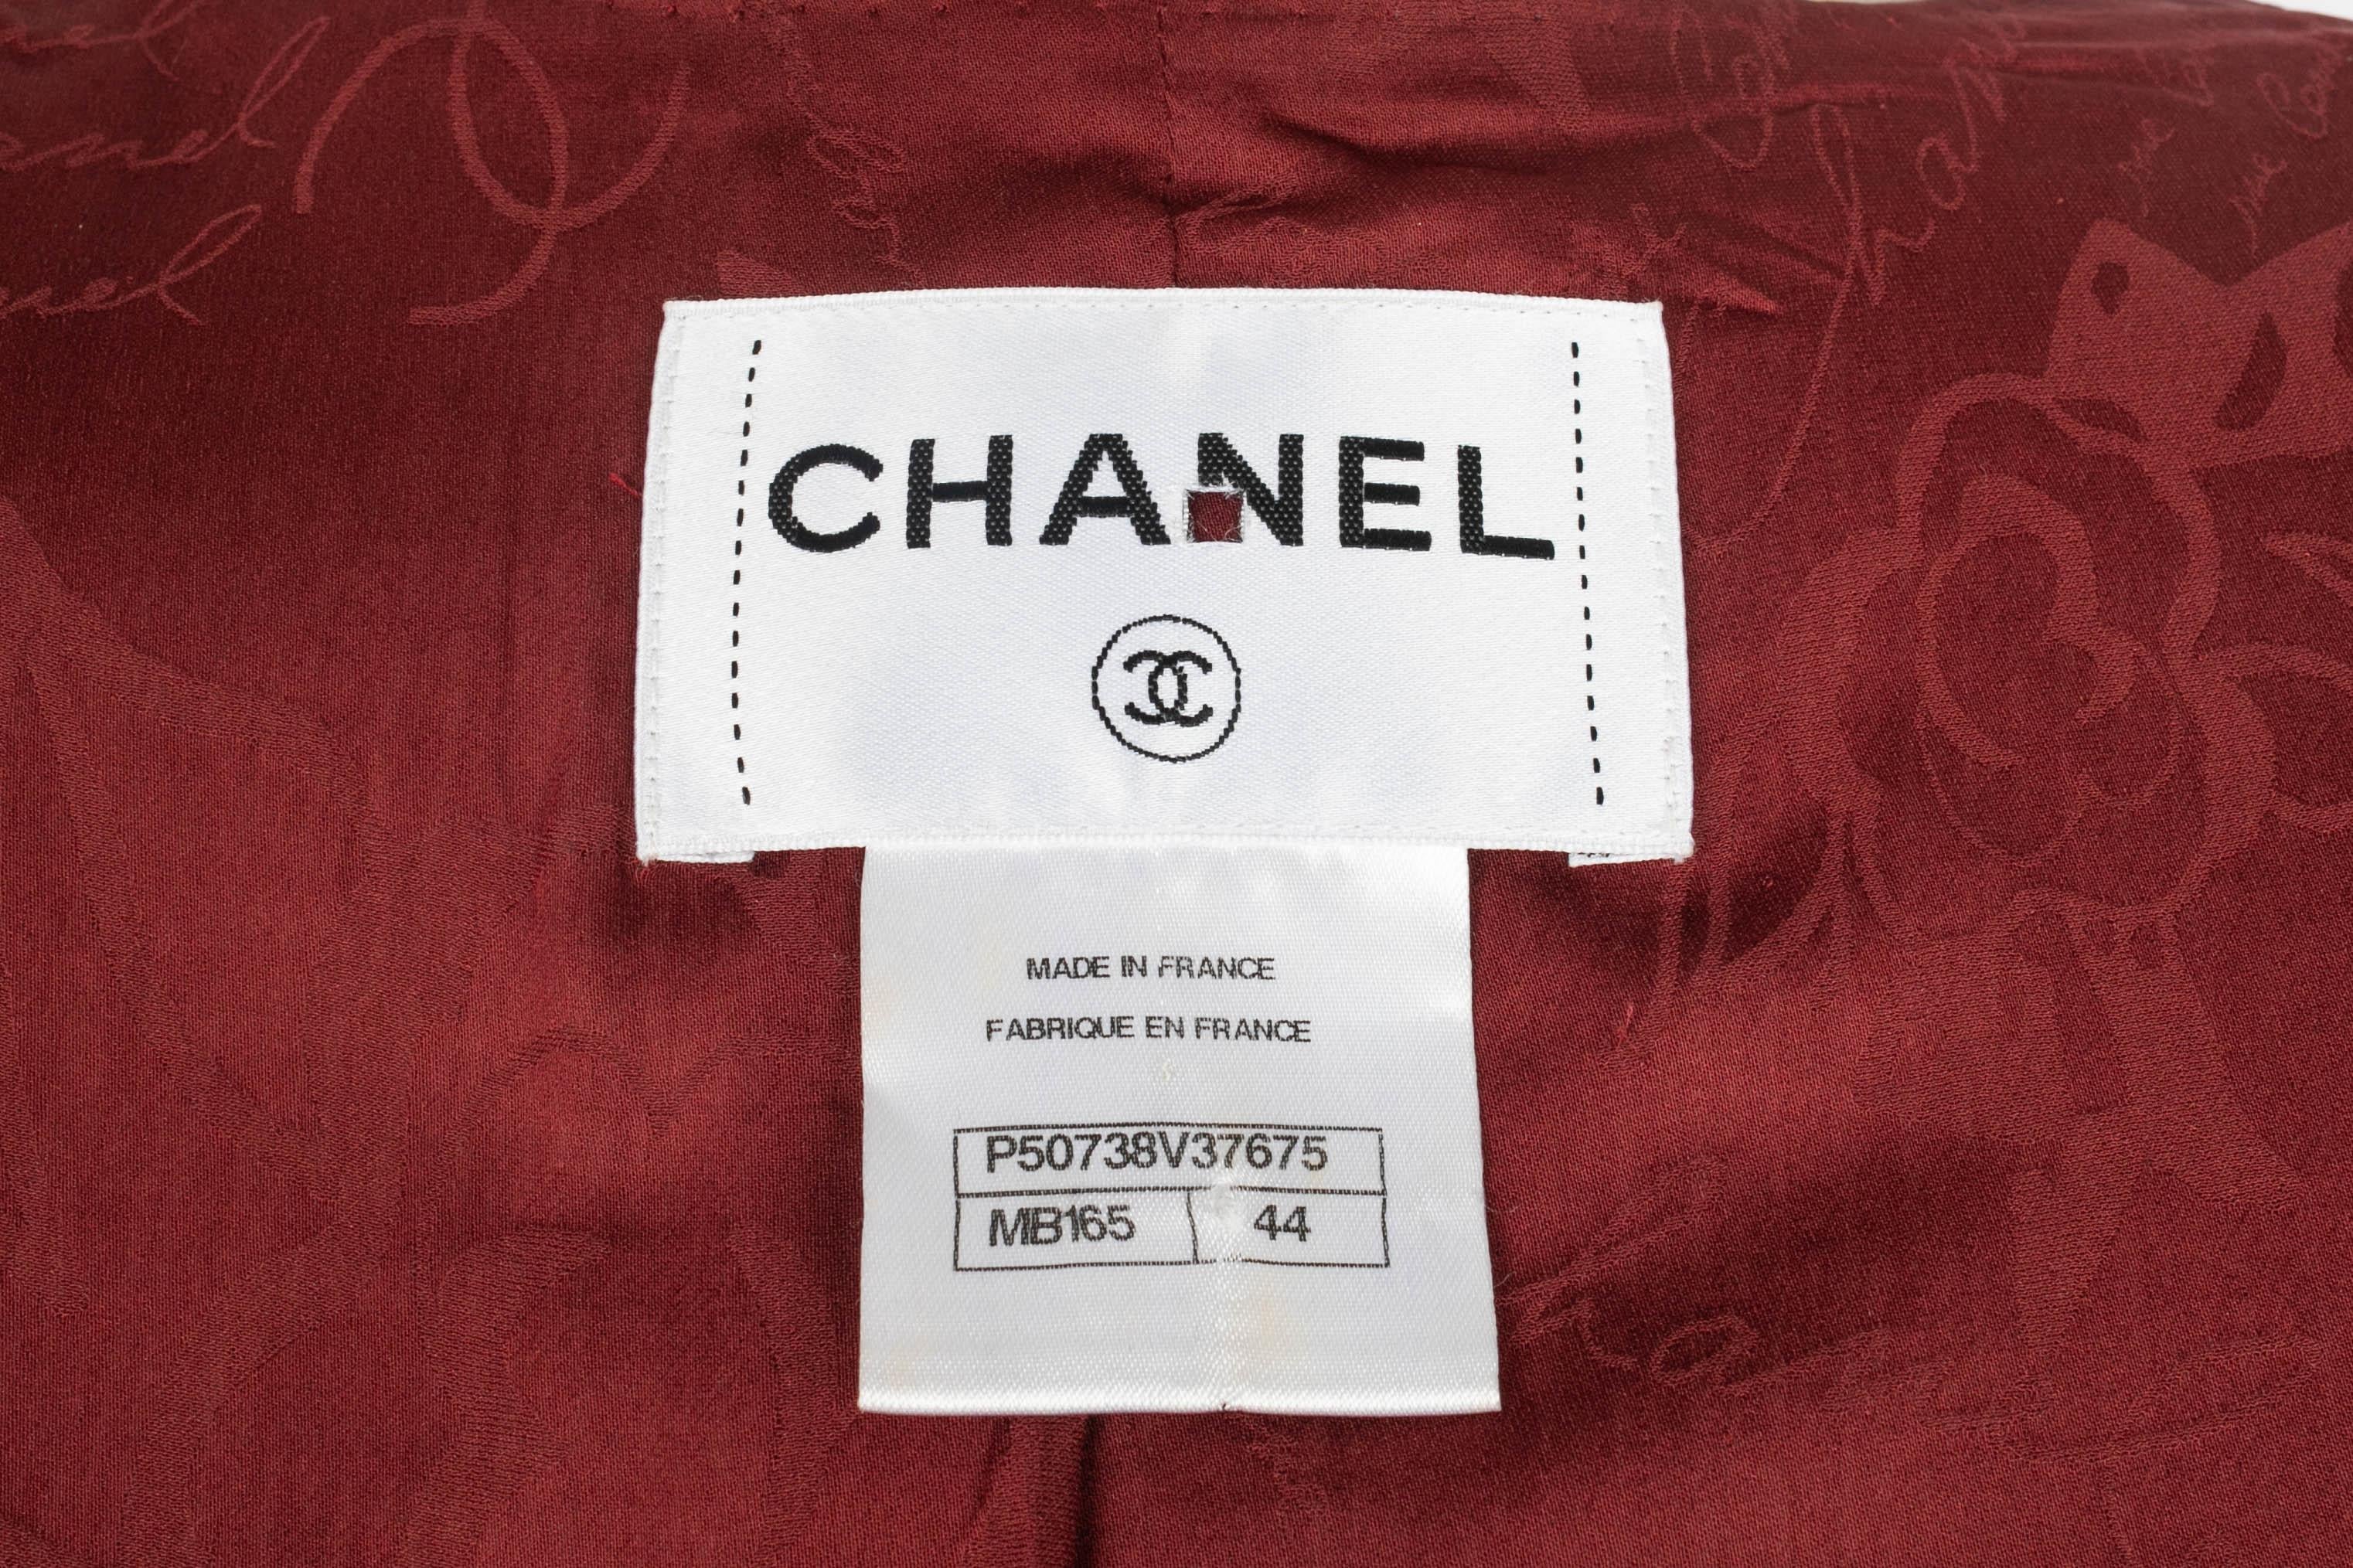 CHANEL
MADE IN FRANCE
FABRIQUE EN FRANCE
P50738V37675
MB165 44